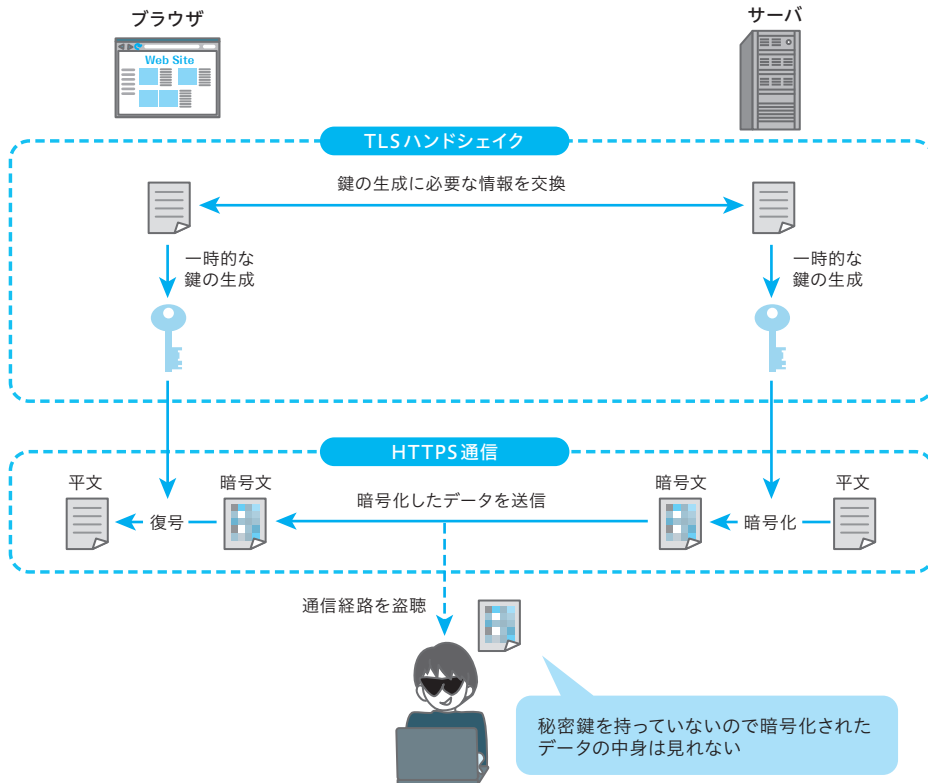 ブラウザ
サーバ
Web Site
TLSハンドシェイク
鍵の生成に必要な情報を交換
一時的な
鍵の生成
一時的な
鍵の生成
HTTPS通信
平文
暗号文
暗号化したデータを送信
暗号文
平文
復号
暗号化
通信経路を盗聴
秘密鍵を持っていないので暗号化された
データの中身は見れない